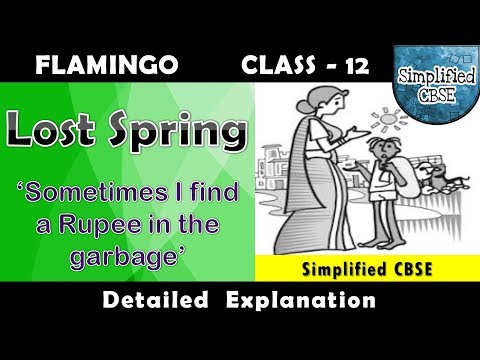 FLAMINGO CLASS - 12
Simplified
CBSE
Lost Spring
‘Sometimes I find
a Rupee in the
garbage’
Simplified CBSE
Detailed Explanation